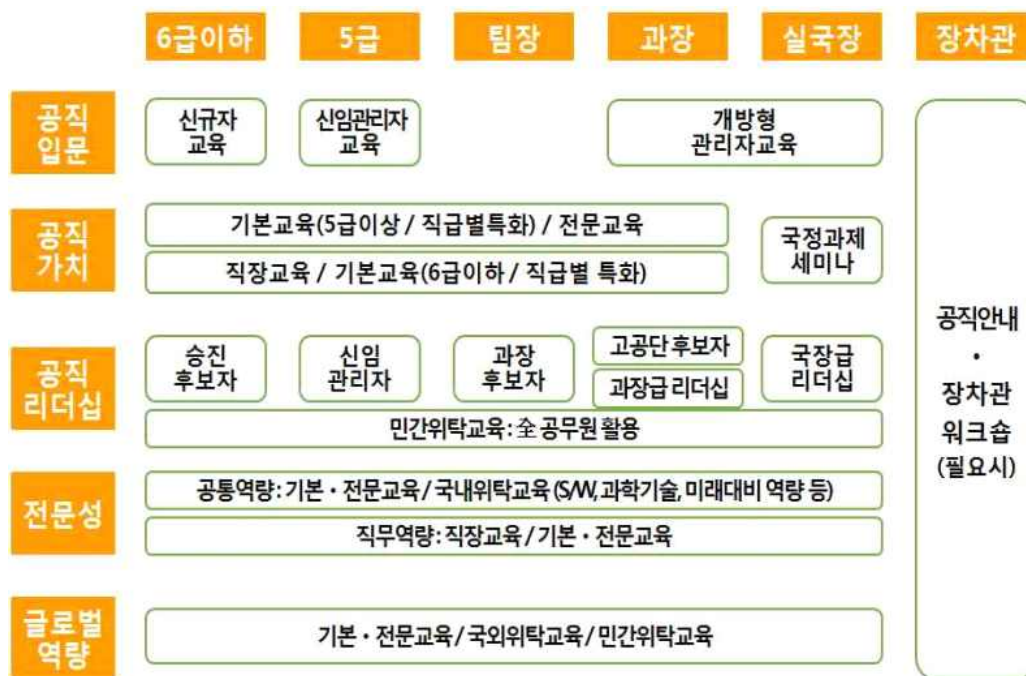 6급이하 5급 팀장 과장 실국장 장차관
공직
입문
신규자
교육
신임관리자
교육
개방형
관리자교육
공직
가치
기본교육(5급이상 / 직급별특화) / 전문교육
직장교육 / 기본교육(6급이하 / 직급별 특화)
국정과제
세미나
공직
리더십
승진
후보자
신임
관리자
과장
후보자
고공단 후보자
과장급 리더십
국장급
리더십
민간위탁교육 : 全 공무원 활용
전문성
공통역량 : 기본・전문교육 / 국내위탁교육 (S/W, 과학기술, 미래대비 역량 등)
직무역량 : 직장교육 / 기본・전문교육
글로벌
역량
기본・전문교육 / 국외위탁교육 / 민간위탁교육
공직안내
・
장차관
워크숍
(필요시)